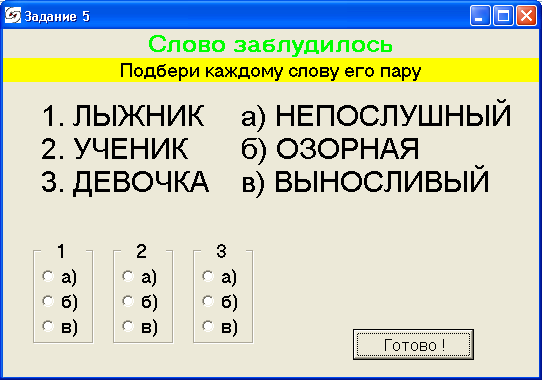 Задание 5
Слово заблудилось
Подбери каждому слову его пару
1. ЛЫЖНИК а) НЕПОСЛУШНЫЙ
2. УЧЕНИК б) ОЗОРНАЯ
3. ДЕВОЧКА в) ВЫНОСЛИВЫЙ
1 2 3
а) а) а)
б) б) б)
в) в) в)
Готово !